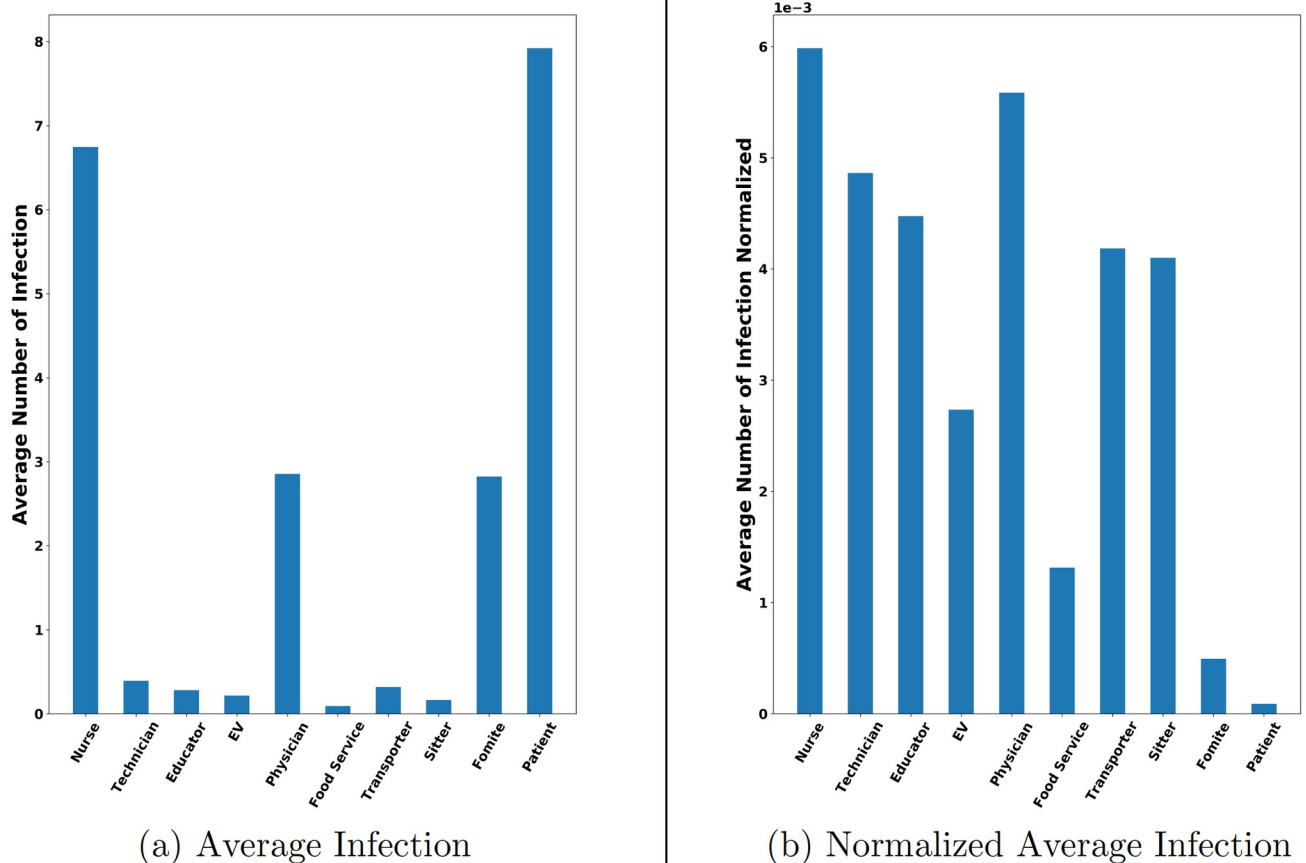 Average Number of Infection
8
7
6
5
4
3
2
1
0
Nurse
Technician
Educator
EV
Physician
Food Service
Transporter
Sitter
Fomite
Patient
(a) Average Infection
1e−3
Average Number of Infection Normalized
6
5
4
3
2
1
0
Nurse
Technician
Educator
EV
Physician
Food Service
Transporter
Sitter
Fomite
Patient
(b) Normalized Average Infection